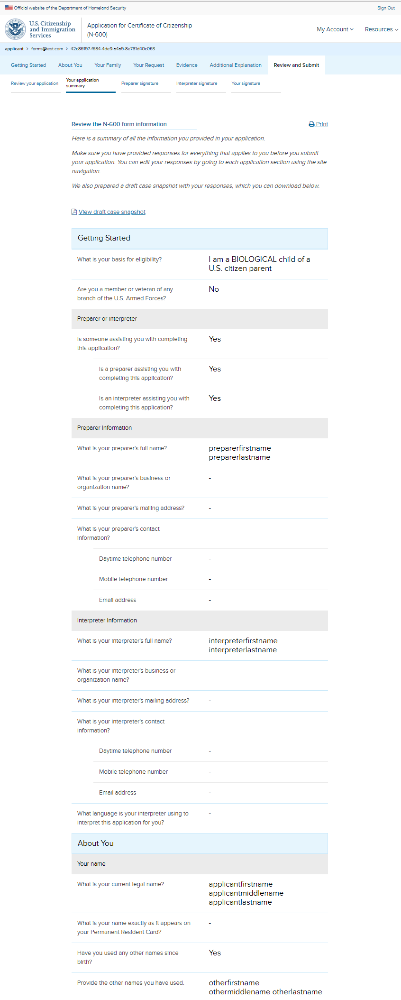 Official website of the Department of Homeland Security
Sign Out
U.S. Citizenship
and Immigration
Services
Application for Certificate of Citizenship
(N-600)
My Account
Resources
applicant > forms@test.com > 42c86157-f684-4de9-a4a5-8e781d40c063
Getting Started
About You
Your Family
Your Request
Evidence
Additional Explanation
Review and Submit
Review your application
Your application
summary
Preparer signature
Interpreter signature
Your signature
Review the N-600 form information
Print
Here is a summary of all the information you provided in your application.
Make sure you have provided responses for everything that applies to you before you submit
your application. You can edit your responses by going to each application section using the site
navigation.
We also prepared a draft case snapshot with your responses, which you can download below.
View draft case snapshot
Getting Started
What is your basis for eligibility?
I am a BIOLOGICAL child of a
U.S. citizen parent
Are you a member or veteran of any
branch of the U.S. Armed Forces?
No
Preparer or interpreter
Is someone assisting you with completing
this application?
Yes
Is a preparer assisting you with
completing this application?
Yes
Is an interpreter assisting you with
completing this application?
Yes
Preparer information
What is your preparer's full name?
preparerfirstname
preparerlastname
What is your preparer's business or
organization name?
-
What is your preparer's mailing address?
-
What is your preparer's contact
information?
Daytime telephone number
-
Mobile telephone number
-
Email address
-
Interpreter information
What is your interpreter's full name?
interpreterfirstname
interpreterlastname
What is your interpreter's business or
organization name?
-
What is your interpreter's mailing address?
-
What is your interpreter's contact
information?
Daytime telephone number
-
Mobile telephone number
-
Email address
-
What language is your interpreter using to
interpret this application for you?
-
About You
Your name
What is your current legal name?
applicantfirstname
applicantmiddlename
applicantlastname
What is your name exactly as it appears on
your Permanent Resident Card?
-
Have you used any other names since
birth?
Yes
Provide the other names you have used.
otherfirstname
othermiddlename otherlastname